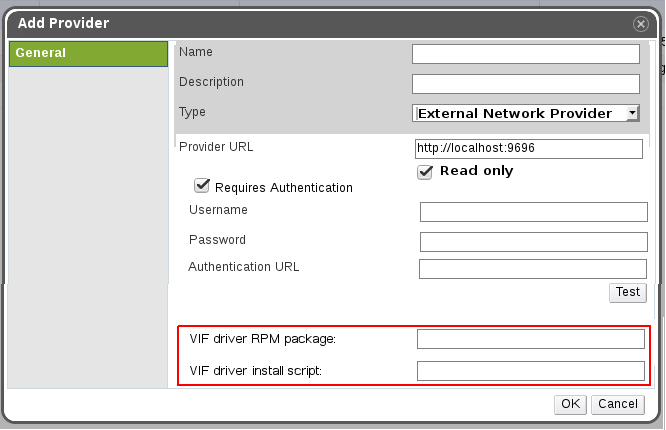 Add Provider
General
Name
Description
Type
External Network Provider
Provider URL
http://localhost:9696
Read only
Requires Authentication
Username
Password
Authentication URL
Test
VIF driver RPM package:
VIF driver install script:
OK
Cancel